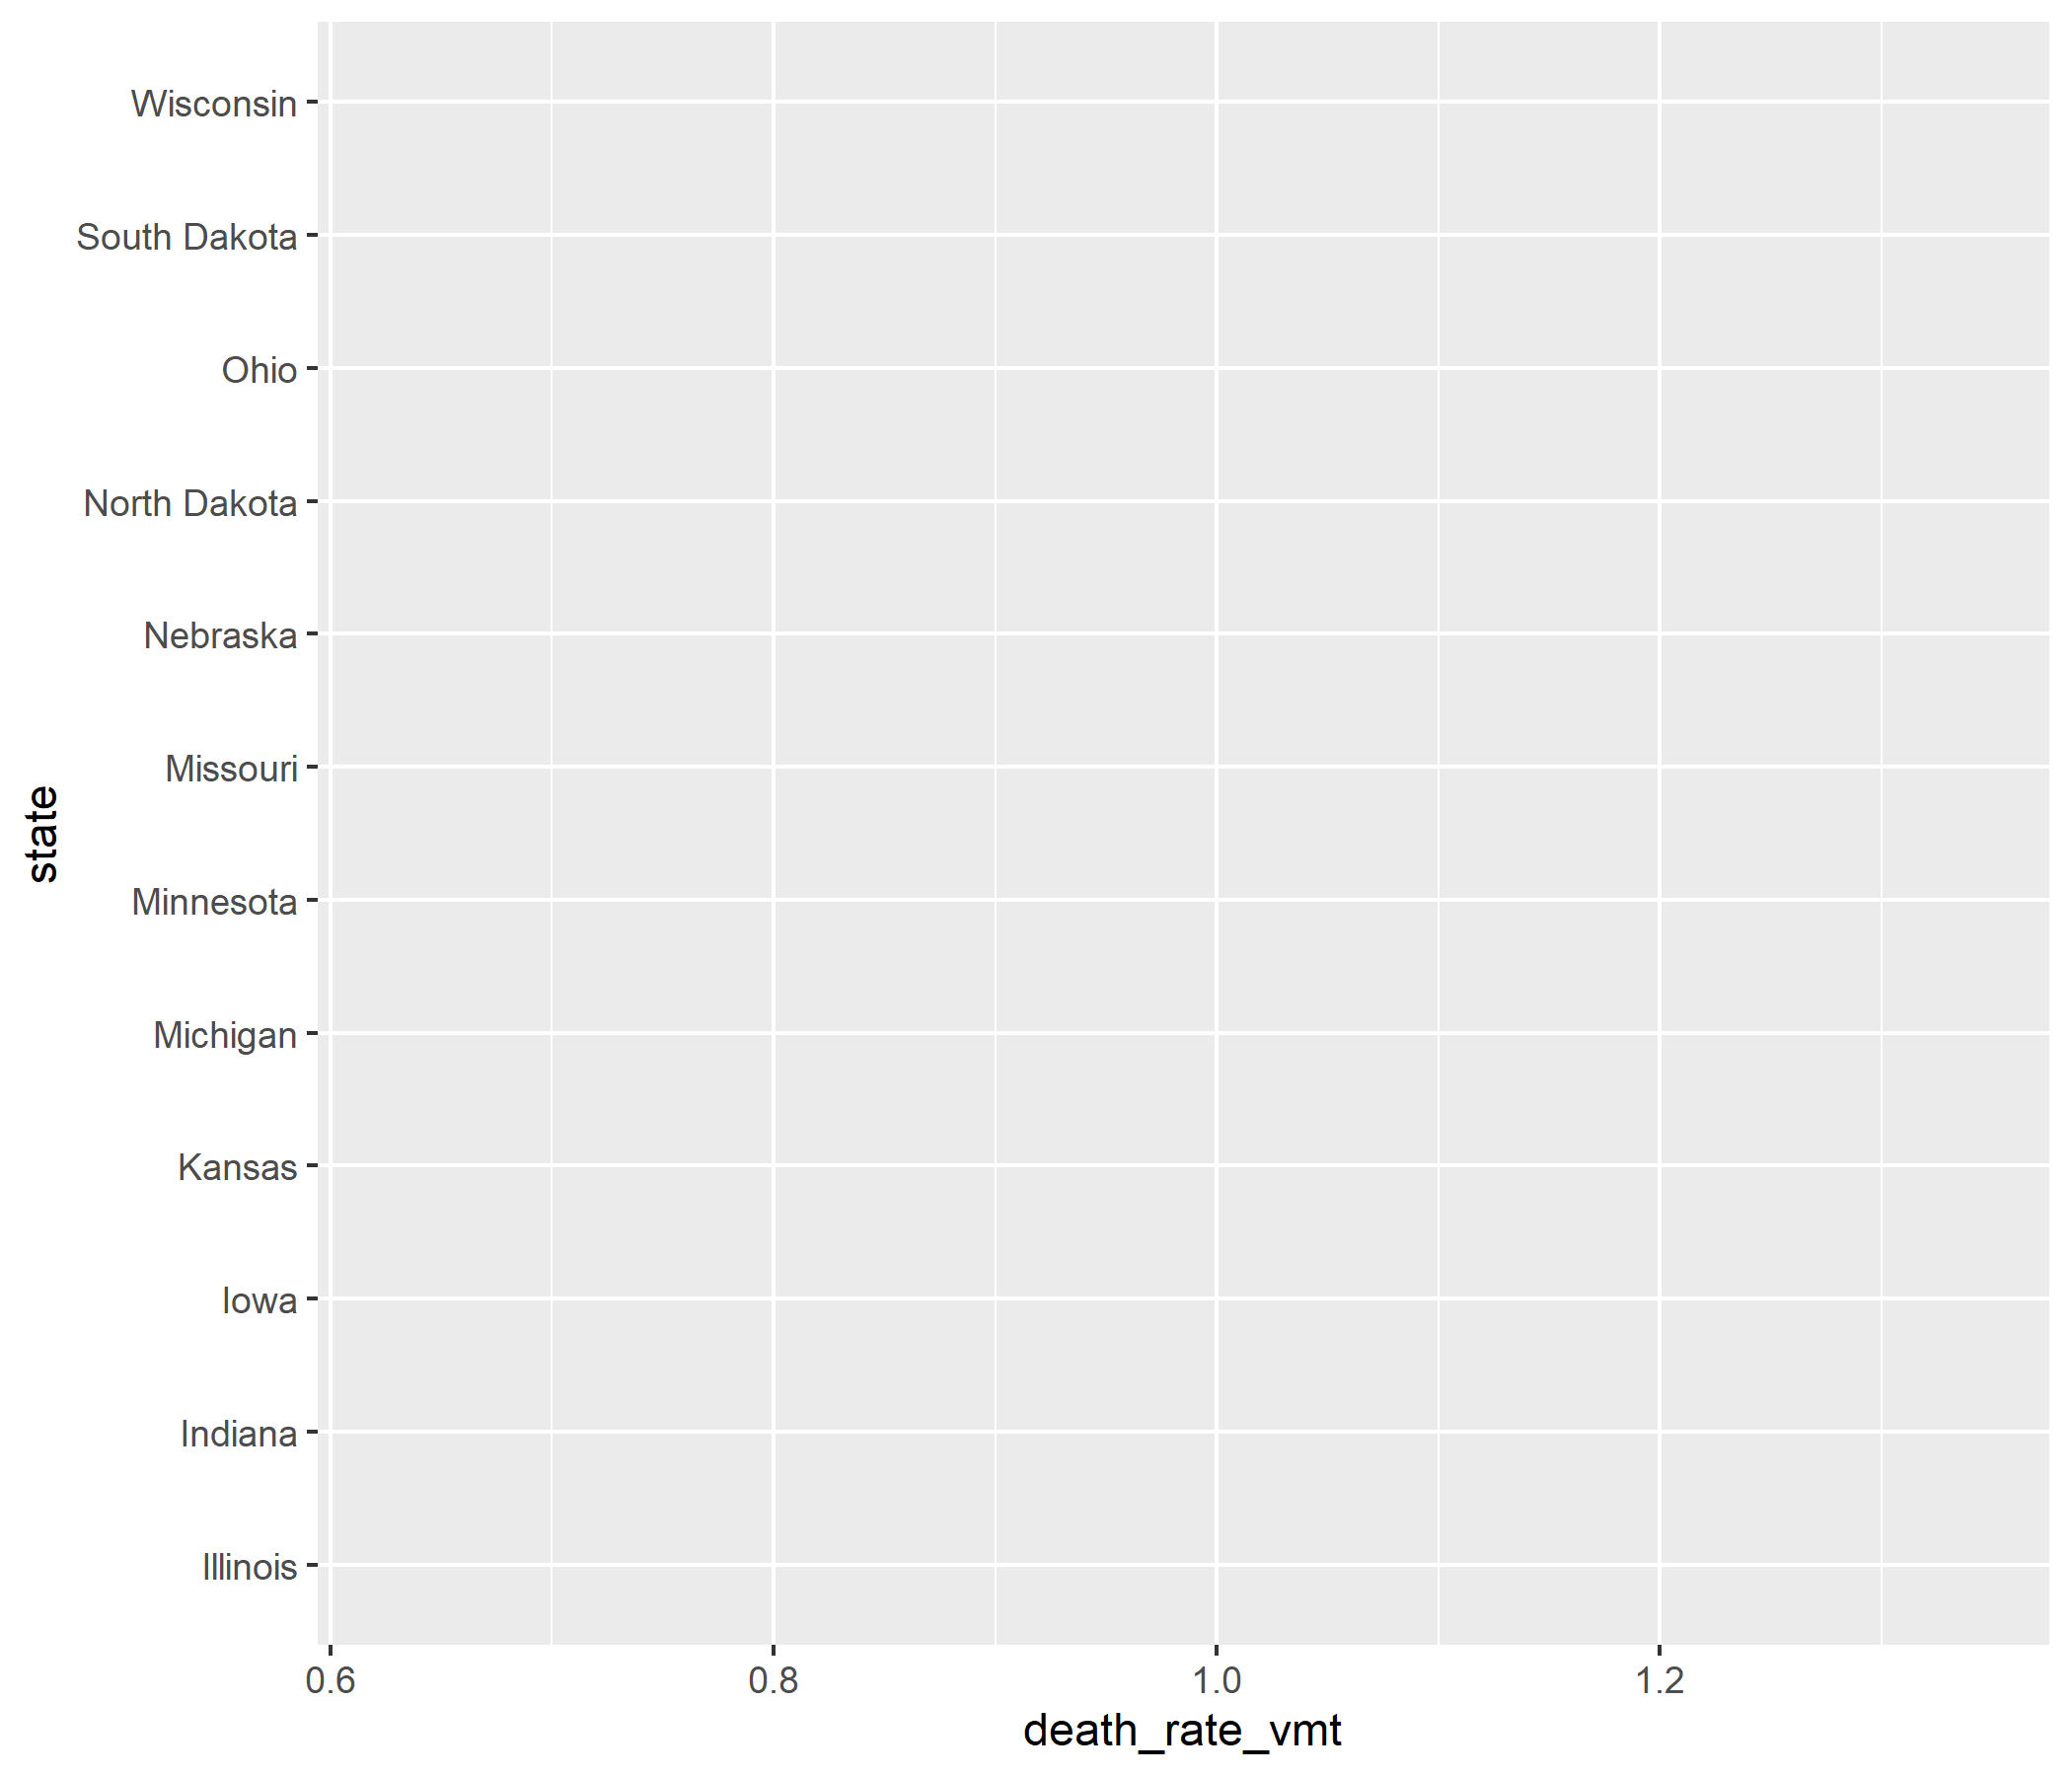 Wisconsin
South Dakota
Ohio
North Dakota
Nebraska
Missouri
state
Minnesota
Michigan
Kansas
Iowa
Indiana
Illinois
0.6 0.8 1.0 1.2
death_rate_vmt